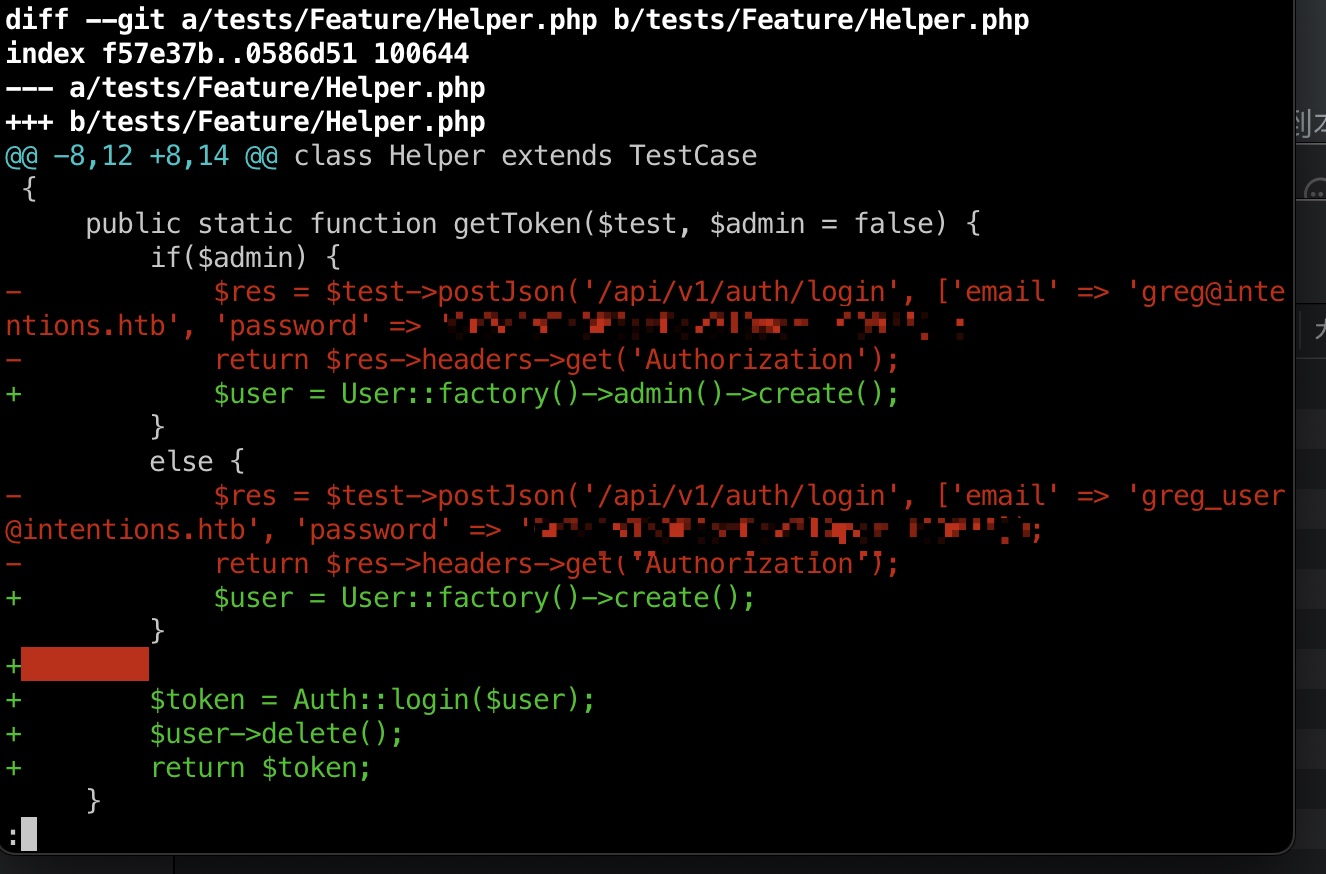 diff --git a/tests/Feature/Helper.php b/tests/Feature/Helper.php
index f57e37b..0586d51 100644
--- a/tests/Feature/Helper.php
+++ b/tests/Feature/Helper.php
@@ -8,12 +8,14 @@ class Helper extends TestCase
 {
     public static function getToken($test, $admin = false) {
         if($admin) {
-            $res = $test->postJson('/api/v1/auth/login', ['email' => 'greg@inte
ntions.htb', 'password' => '
-            return $res->headers->get('Authorization');
+            $user = User::factory()->admin()->create();
         }
         else {
-            $res = $test->postJson('/api/v1/auth/login', ['email' => 'greg_user
@intentions.htb', 'password' => ' ;
-            return $res->headers->get('Authorization');
+            $user = User::factory()->create();
         }
+
+        $token = Auth::login($user);
+        $user->delete();
+        return $token;
     }
: